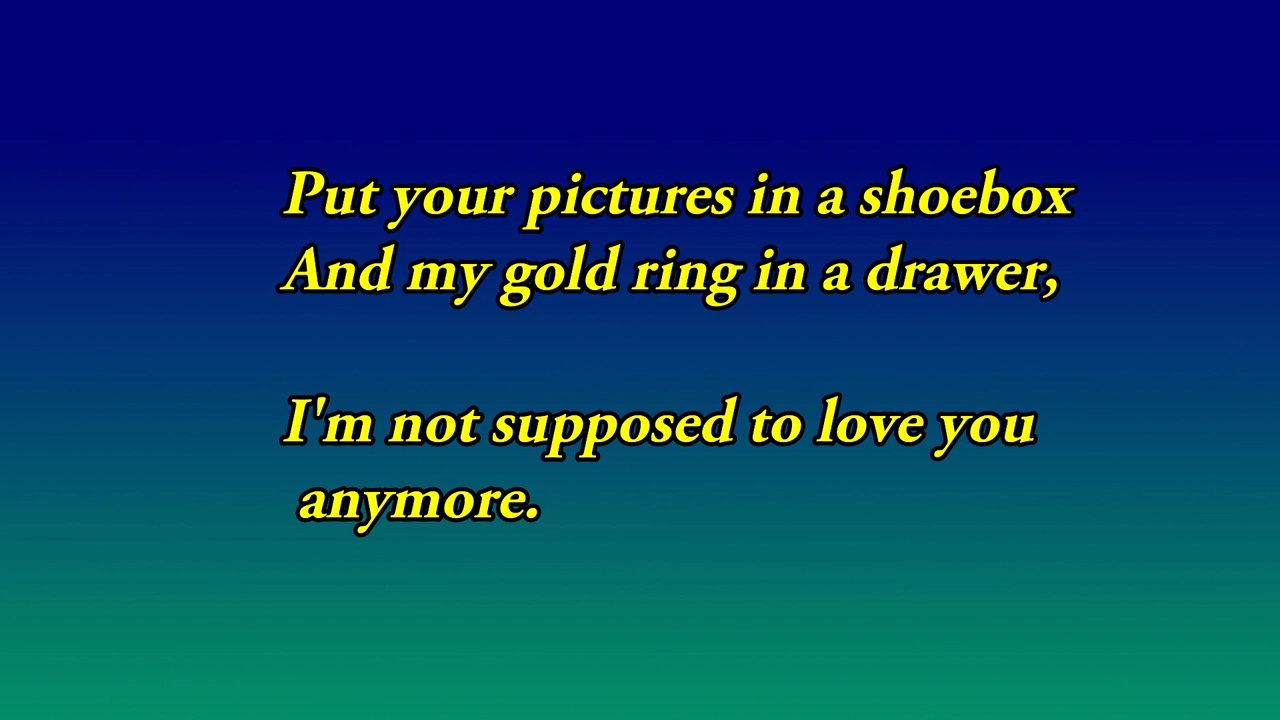 Put your pictures in a shoebox
And my gold ring in a drawer,
I'm not supposed to love you
anymore.